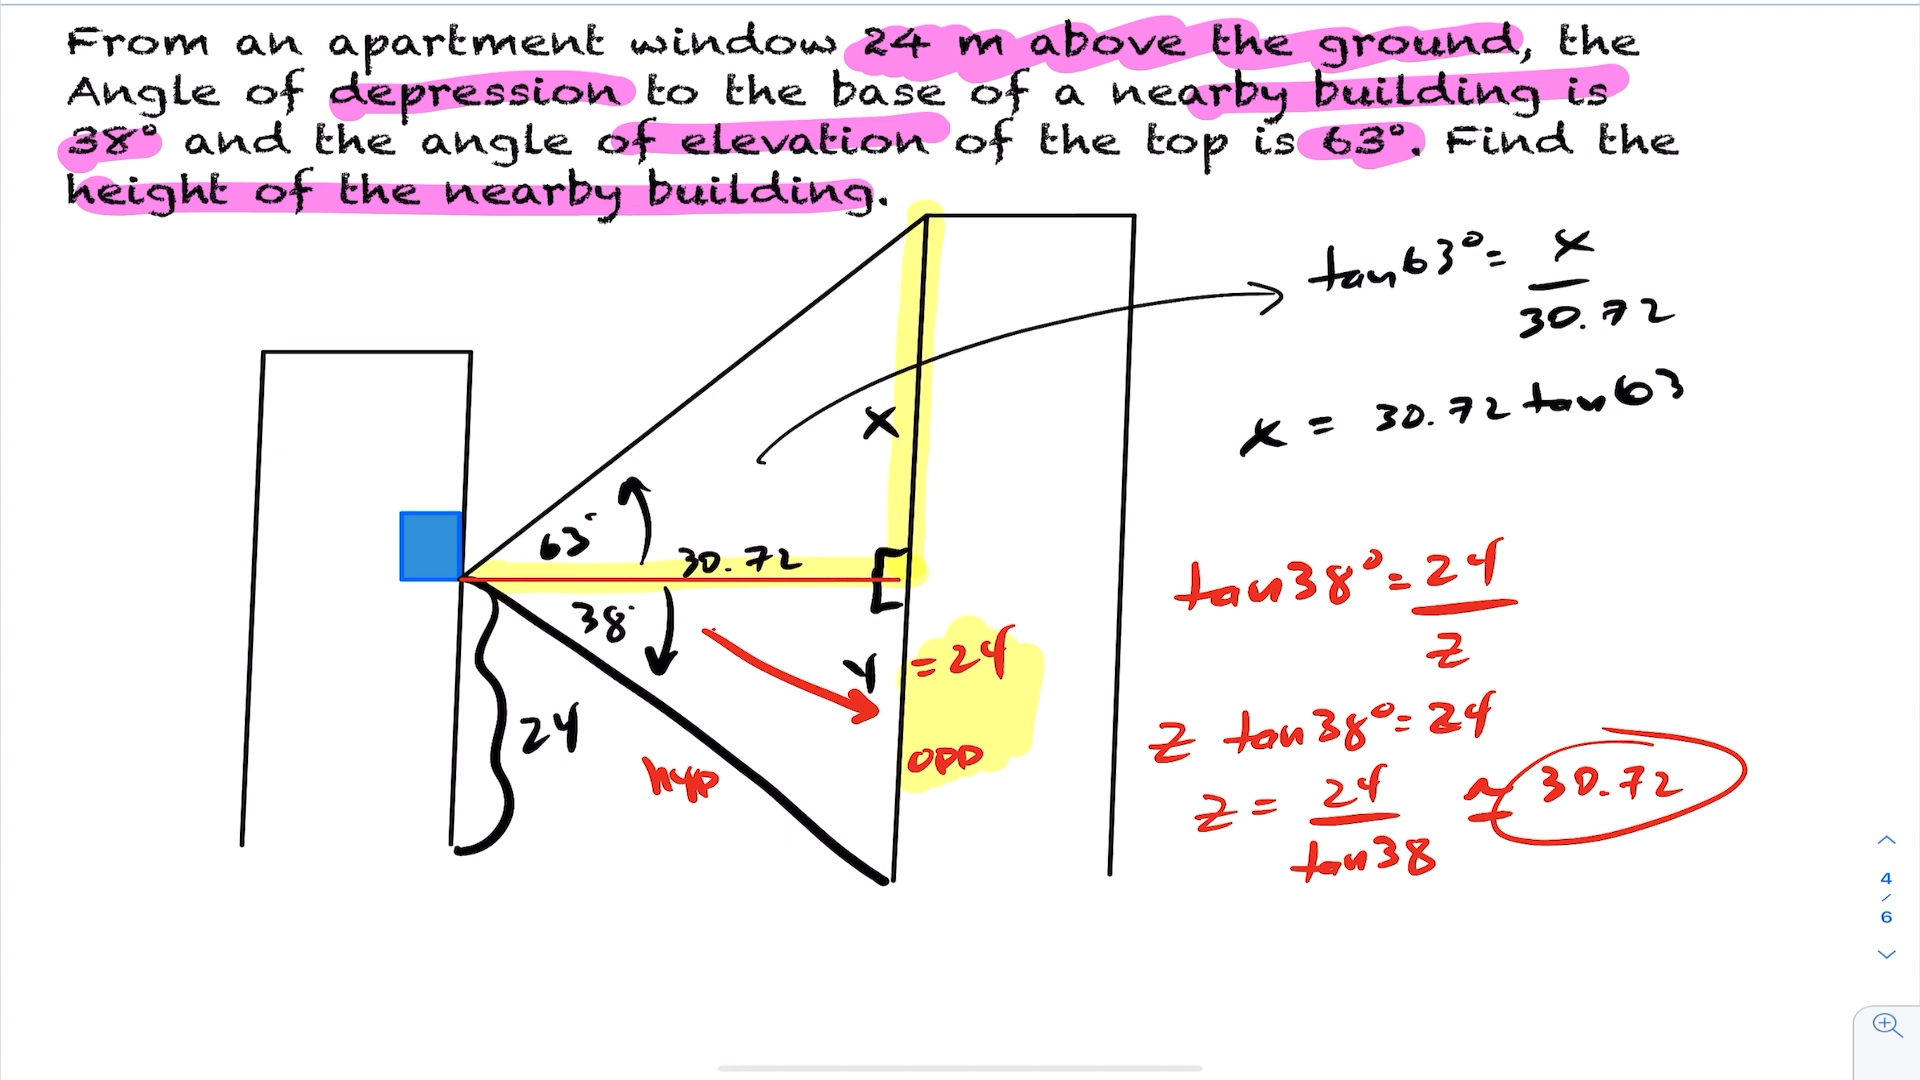 From an apartment window 24 m above the ground, the
Angle of depression to the base of a nearby building is
38° and the angle of elevation of the top is 63°. Find the
height of the nearby building.
tan63° = x
30.72
x = 30.72 tan63
x
63°
30.72
38°
y = 24
24
hyp
opp
tan38° = 24
z
z tan38° = 24
z = 24 ≈ 30.72
tan38
4
/
6